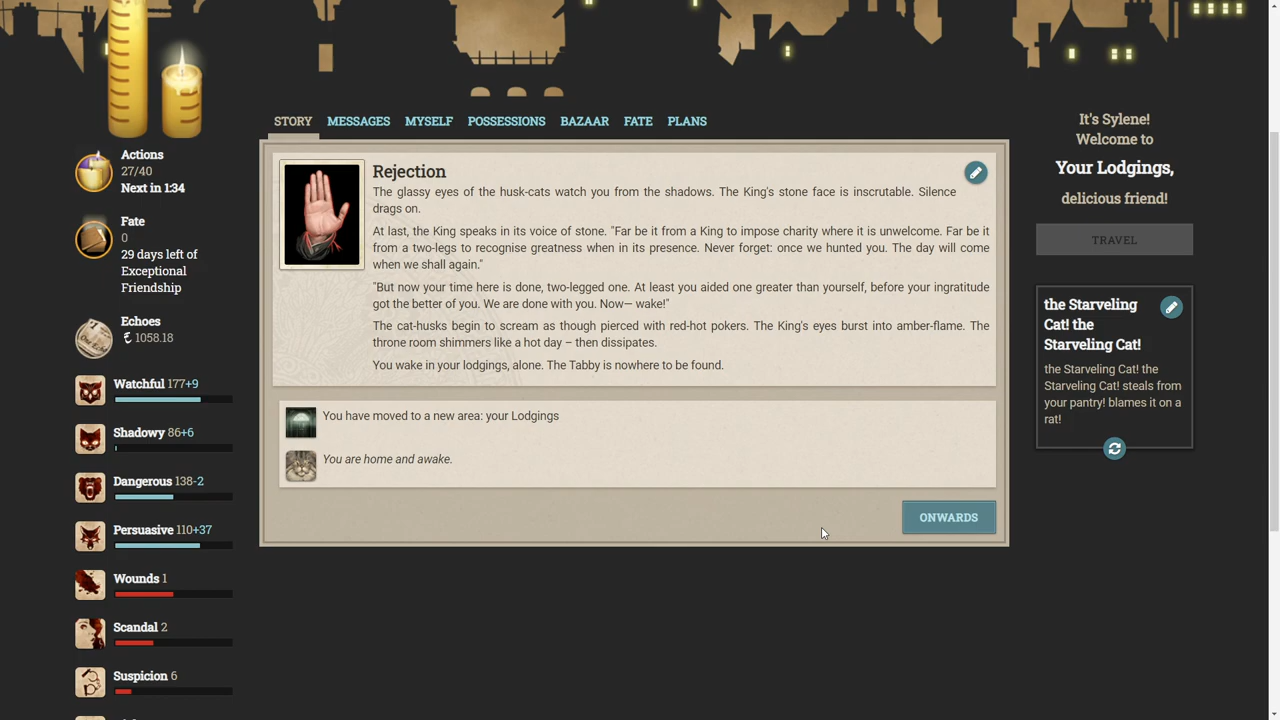 STORY
MESSAGES
MYSELF
POSSESSIONS
BAZAAR
FATE
PLANS
Actions
27/40
Next in 1:34
Fate
0
29 days left of
Exceptional
Friendship
Echoes
1058.18
Watchful 177+9
Shadowy 86+6
Dangerous 138-2
Persuasive 110+37
Wounds 1
Scandal 2
Suspicion 6
Rejection
The glassy eyes of the husk-cats watch you from the shadows. The King's stone face is inscrutable. Silence
drags on.
At last, the King speaks in its voice of stone. "Far be it from a King to impose charity where it is unwelcome. Far be it
from a two-legs to recognise greatness when in its presence. Never forget: once we hunted you. The day will come
when we shall again."
"But now your time here is done, two-legged one. At least you aided one greater than yourself, before your ingratitude
got the better of you. We are done with you. Now— wake!"
The cat-husks begin to scream as though pierced with red-hot pokers. The King's eyes burst into amber-flame. The
throne room shimmers like a hot day – then dissipates.
You wake in your lodgings, alone. The Tabby is nowhere to be found.
You have moved to a new area: your Lodgings
You are home and awake.
ONWARDS
It's Sylene!
Welcome to
Your Lodgings,
delicious friend!
TRAVEL
the Starveling
Cat! the
Starveling Cat!
the Starveling Cat! the
Starveling Cat! steals from
your pantry! blames it on a
rat!